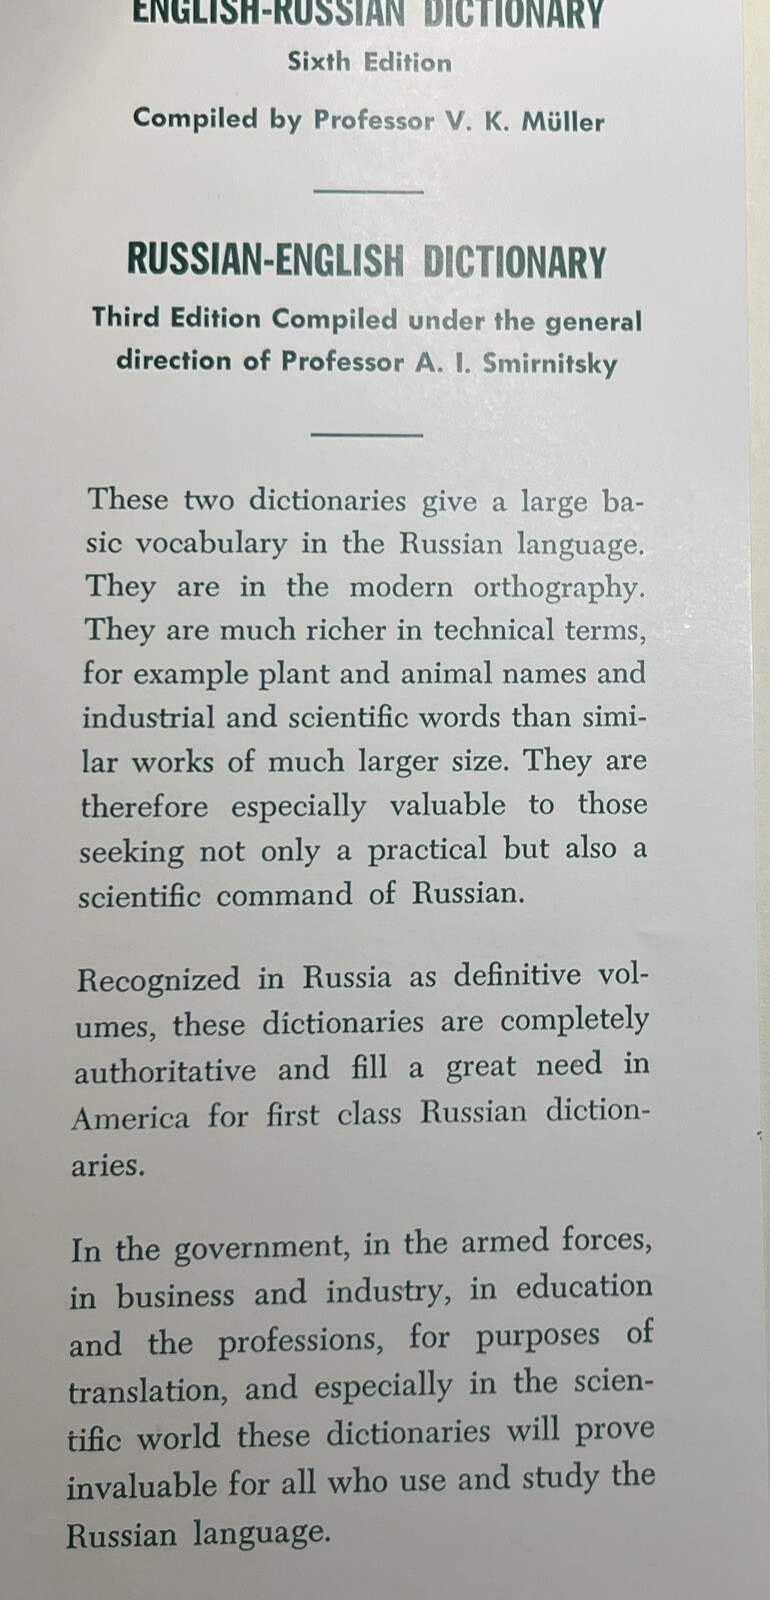 ENGLISH-RUSSIAN DICTIONARY
Sixth Edition
Compiled by Professor V. K. Müller
RUSSIAN-ENGLISH DICTIONARY
Third Edition Compiled under the general
direction of Professor A. I. Smirnitsky
These two dictionaries give a large ba-
sic vocabulary in the Russian language.
They are in the modern orthography.
They are much richer in technical terms,
for example plant and animal names and
industrial and scientific words than simi-
lar works of much larger size. They are
therefore especially valuable to those
seeking not only a practical but also a
scientific command of Russian.
Recognized in Russia as definitive vol-
umes, these dictionaries are completely
authoritative and fill a great need in
America for first class Russian diction-
aries.
In the government, in the armed forces,
in business and industry, in education
and the professions, for purposes of
translation, and especially in the scien-
tific world these dictionaries will prove
invaluable for all who use and study the
Russian language.